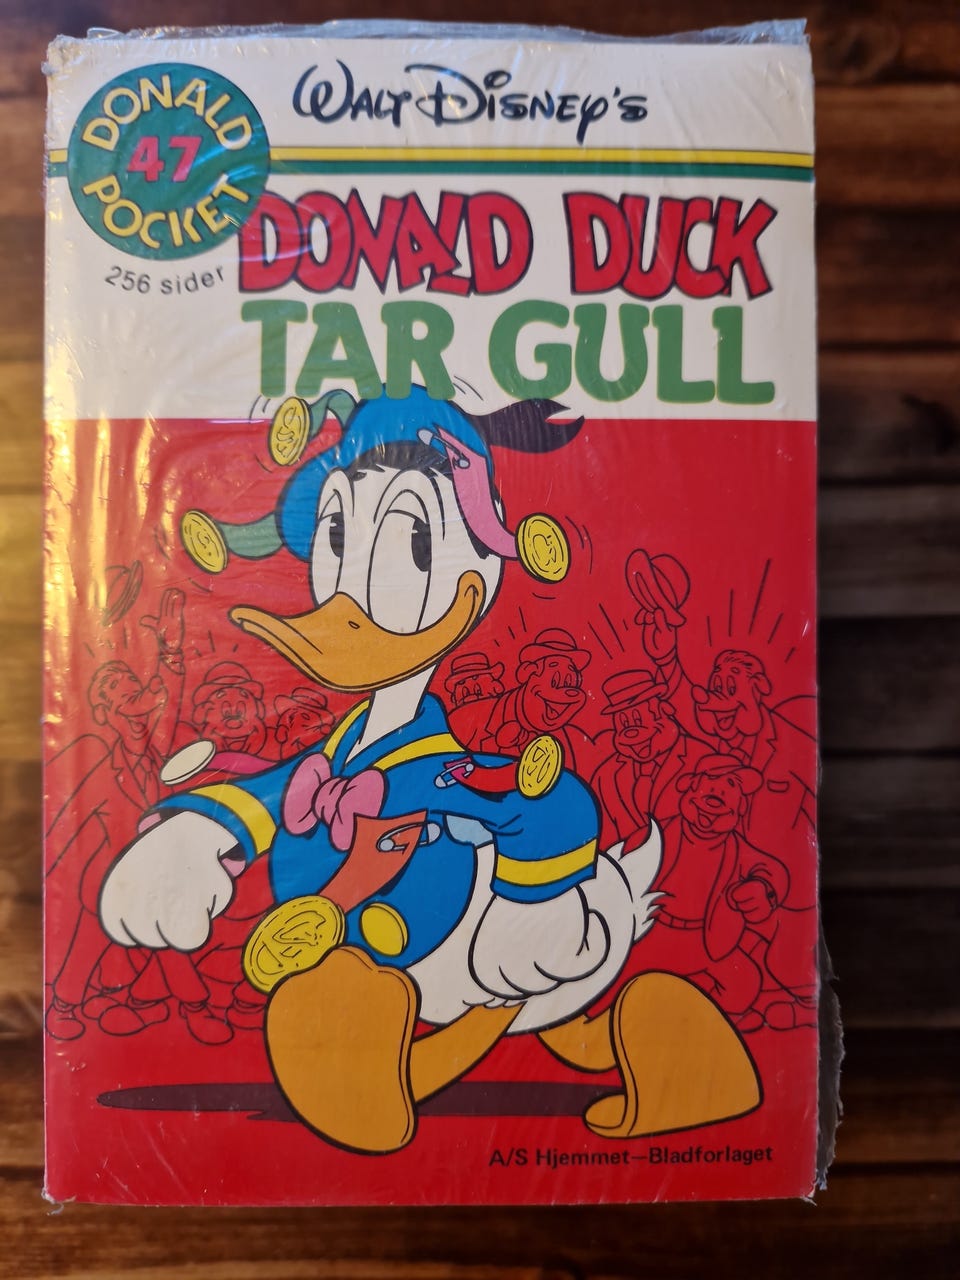 WALT DISNEY'S
DONALD
47
POCKET
256 sider
DONALD DUCK
TAR GULL
A/S Hjemmet-Bladforlaget